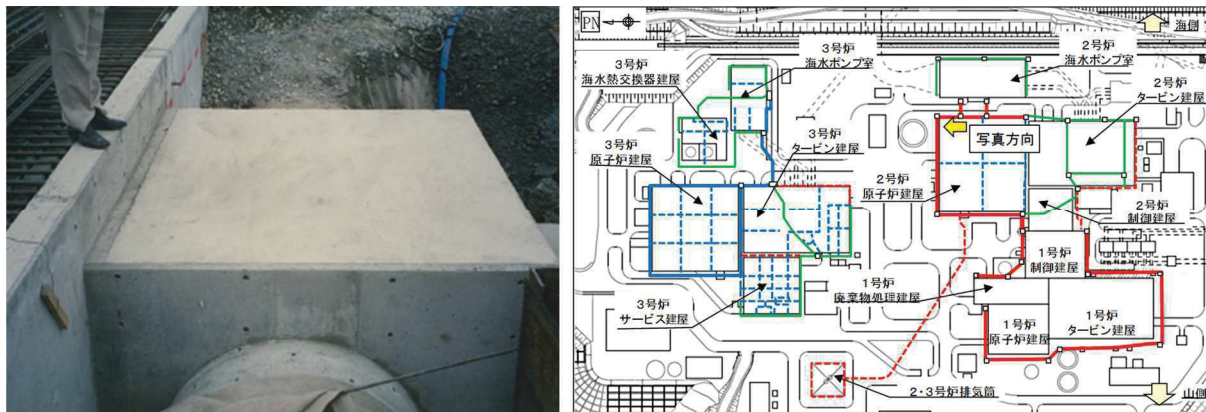 PN
海側
3号炉
海水ポンプ室
2号炉
海水ポンプ室
3号炉
海水熱交換器建屋
2号炉
タービン建屋
3号炉
タービン建屋
写真方向
3号炉
原子炉建屋
2号炉
原子炉建屋
2号炉
制御建屋
1号炉
制御建屋
1号炉
廃棄物処理建屋
3号炉
サービス建屋
1号炉
原子炉建屋
1号炉
タービン建屋
2・3号炉排気筒
山側